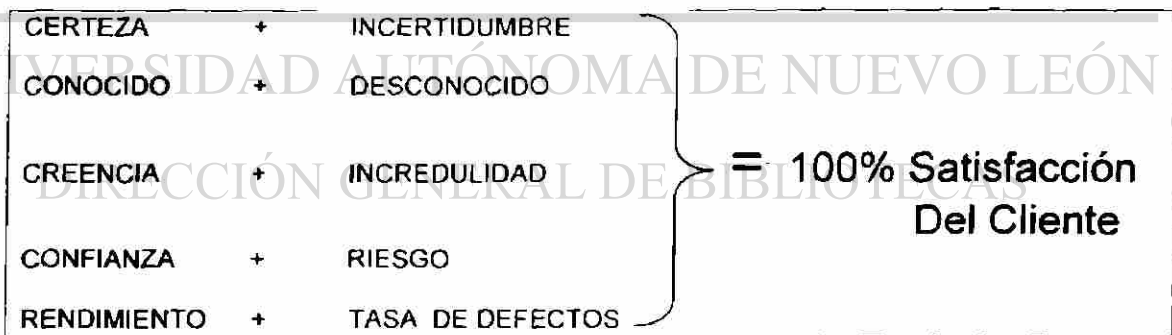 CERTEZA + INCERTIDUMBRE
IVERSIDAD AUTÓNOMA DE NUEVO LEÓN
CONOCIDO + DESCONOCIDO
CREENCIA + INCREDULIDAD
= 100% Satisfacción
DIRECCIÓN GENERAL DE BIBLIOTECAS
Del Cliente
CONFIANZA + RIESGO
RENDIMIENTO + TASA DE DEFECTOS